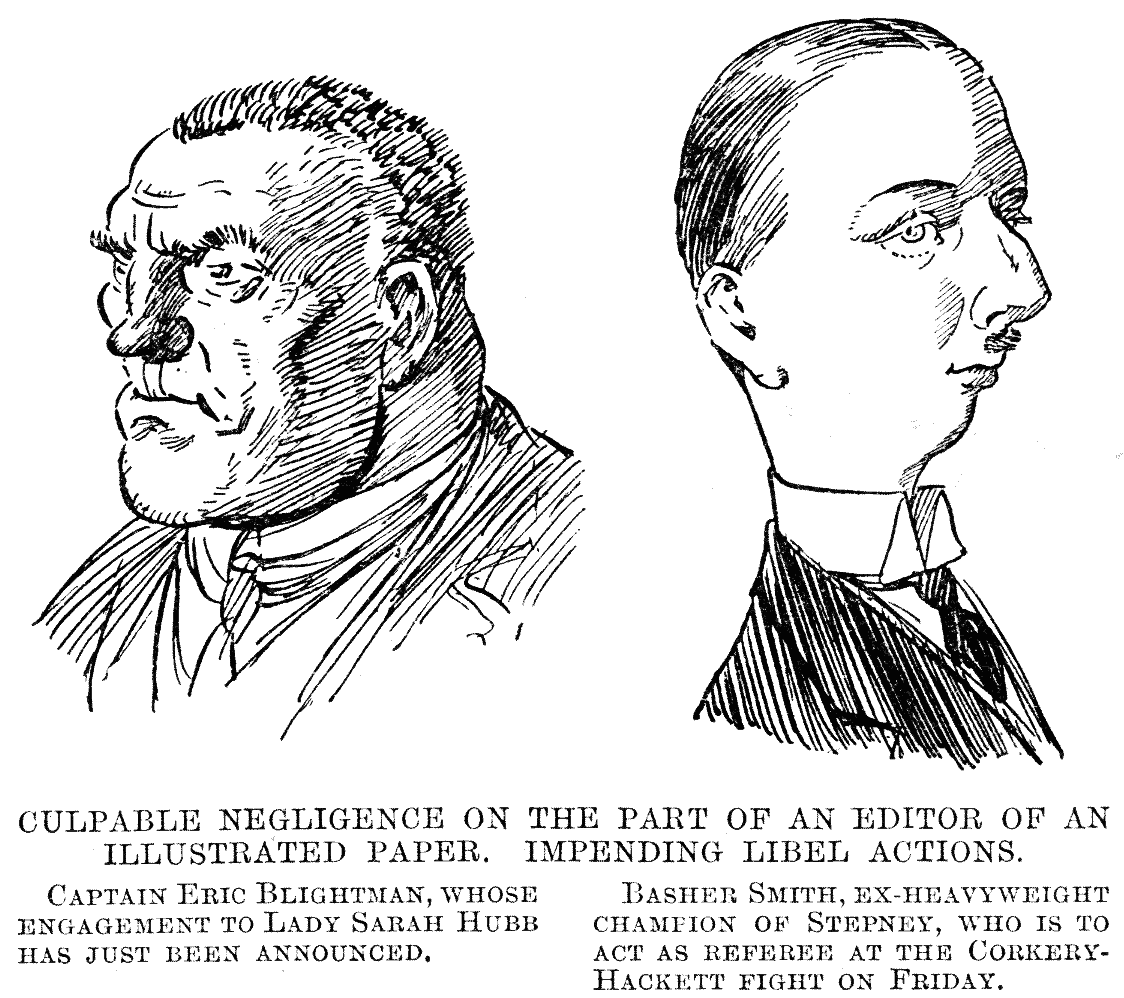 CULPABLE NEGLIGENCE ON THE PART OF AN EDITOR OF AN
ILLUSTRATED PAPER. IMPENDING LIBEL ACTIONS.
CAPTAIN ERIC BLIGHTMAN, WHOSE
ENGAGEMENT TO LADY SARAH HUBB
HAS JUST BEEN ANNOUNCED.
BASHER SMITH, EX-HEAVYWEIGHT
CHAMPION OF STEPNEY, WHO IS TO
ACT AS REFEREE AT THE CORKERY-
HACKETT FIGHT ON FRIDAY.